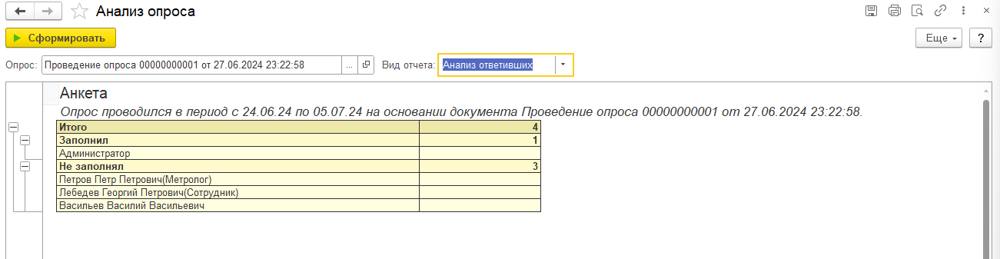 Анализ опроса
Сформировать
Еще
?
Опрос: Проведение опроса 00000000001 от 27.06.2024 23:22:58 ... Вид отчета: Анализ ответивших
Анкета
Опрос проводился в период с 24.06.24 по 05.07.24 на основании документа Проведение опроса 00000000001 от 27.06.2024 23:22:58.
Итого 4
Заполнил 1
Администратор
Не заполнял 3
Петров Петр Петрович(Метролог)
Лебедев Георгий Петрович(Сотрудник)
Васильев Василий Васильевич